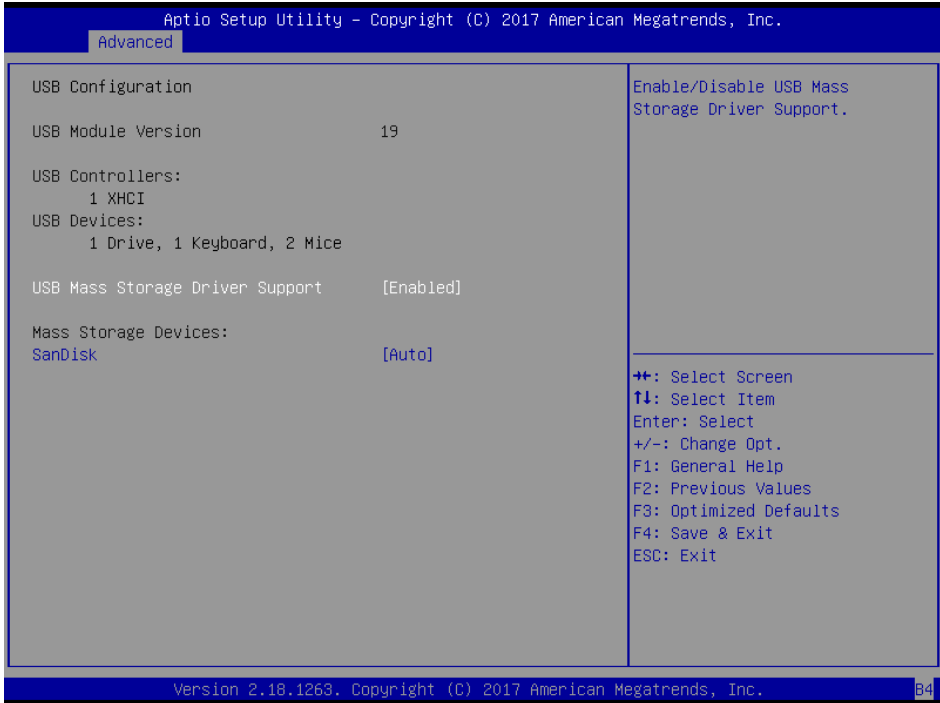 Aptio Setup Utility – Copyright (C) 2017 American Megatrends, Inc.
Advanced
USB Configuration
USB Module Version 19
USB Controllers:
1 XHCI
USB Devices:
1 Drive, 1 Keyboard, 2 Mice
USB Mass Storage Driver Support [Enabled]
Mass Storage Devices:
SanDisk [Auto]
Enable/Disable USB Mass
Storage Driver Support.
→←: Select Screen
↑↓: Select Item
Enter: Select
+/-: Change Opt.
F1: General Help
F2: Previous Values
F3: Optimized Defaults
F4: Save & Exit
ESC: Exit
Version 2.18.1263. Copyright (C) 2017 American Megatrends, Inc.
B4